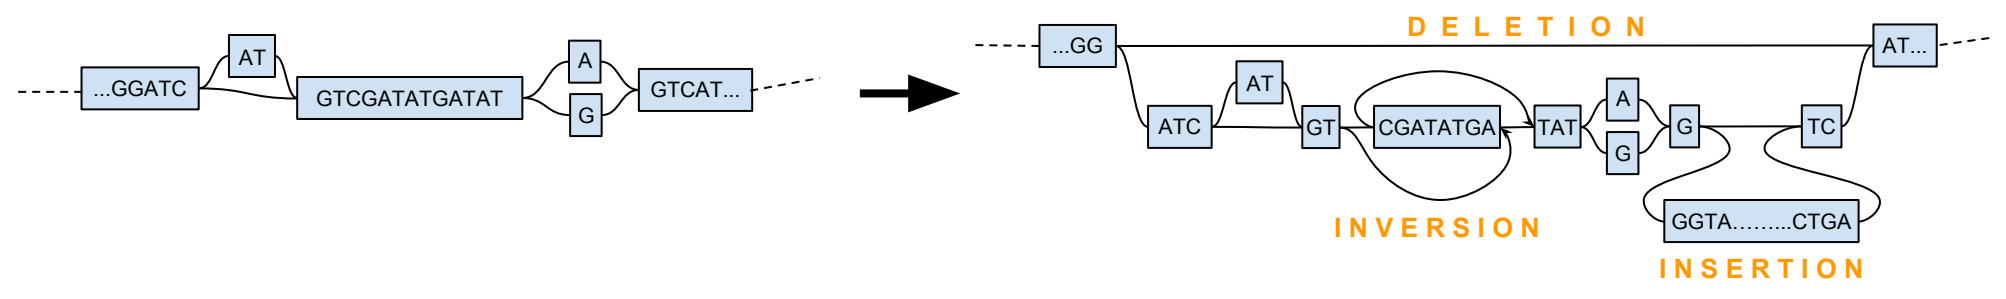 ...GGATC
AT
GTCGATATGATAT
A
G
GTCAT...
DELETION
...GG
AT...
ATC
AT
GT
CGATATGA
TAT
A
G
G
TC
INVERSION
GGTA.........CTGA
INSERTION